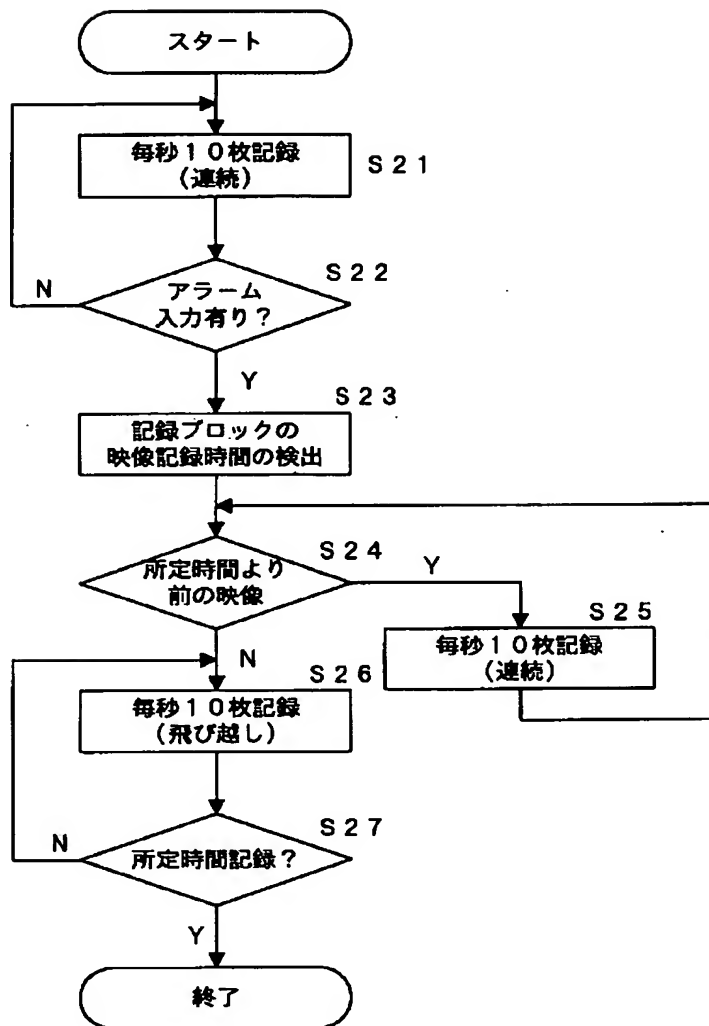 スタート
毎秒１０枚記録
(連続)
Ｓ２１
Ｓ２２
Ｎ
アラーム
入力有り？
Ｙ
Ｓ２３
記録ブロックの
映像記録時間の検出
Ｓ２４
所定時間より
前の映像
Ｙ
Ｓ２５
毎秒１０枚記録
(連続)
Ｎ
Ｓ２６
毎秒１０枚記録
(飛び越し)
Ｓ２７
Ｎ
所定時間記録？
Ｙ
終了